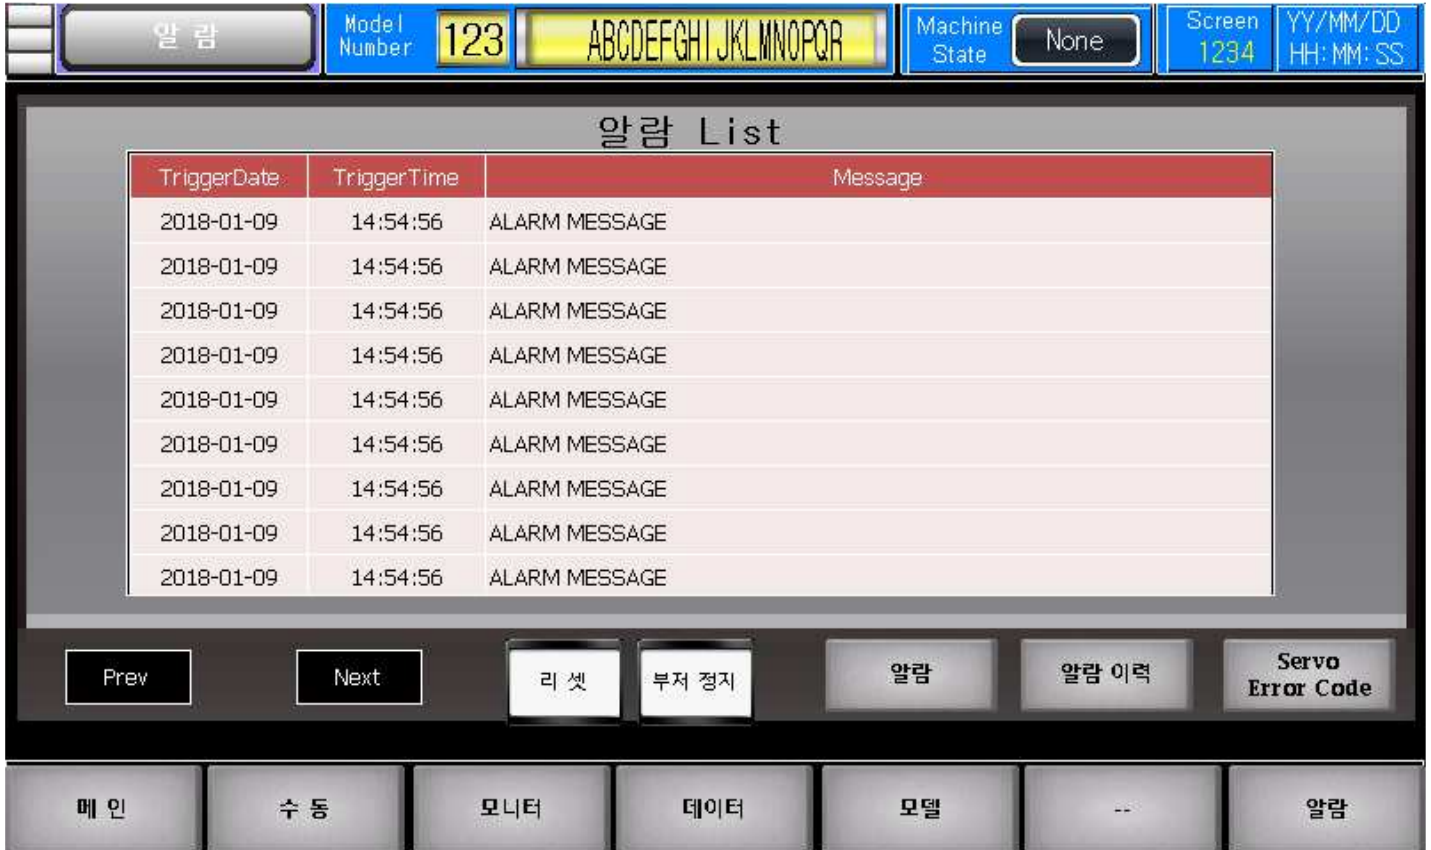 알 람
Model Number 123 ABCDEFGHIJKLMNOPQR
Machine State None
Screen 1234
YY/MM/DD HH:MM:SS
알람 List
TriggerDate TriggerTime Message
2018-01-09 14:54:56 ALARM MESSAGE
2018-01-09 14:54:56 ALARM MESSAGE
2018-01-09 14:54:56 ALARM MESSAGE
2018-01-09 14:54:56 ALARM MESSAGE
2018-01-09 14:54:56 ALARM MESSAGE
2018-01-09 14:54:56 ALARM MESSAGE
2018-01-09 14:54:56 ALARM MESSAGE
2018-01-09 14:54:56 ALARM MESSAGE
2018-01-09 14:54:56 ALARM MESSAGE
Prev Next 리 셋 부저 정지 알람 알람 이력 Servo Error Code
메 인 수 동 모니터 데이터 모델 -- 알람